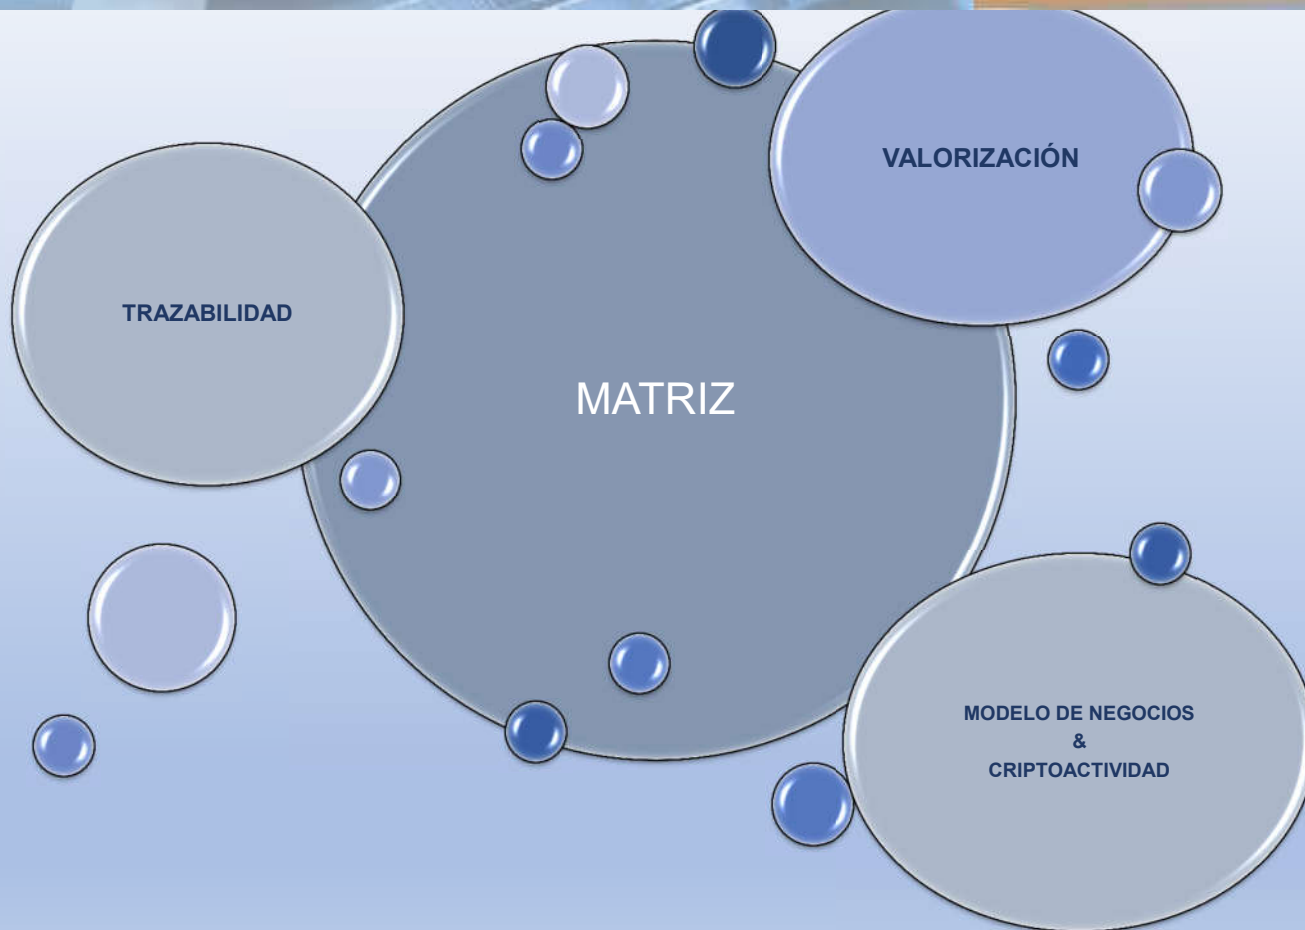 VALORIZACIÓN
TRAZABILIDAD
MATRIZ
MODELO DE NEGOCIOS
&
CRIPTOACTIVIDAD